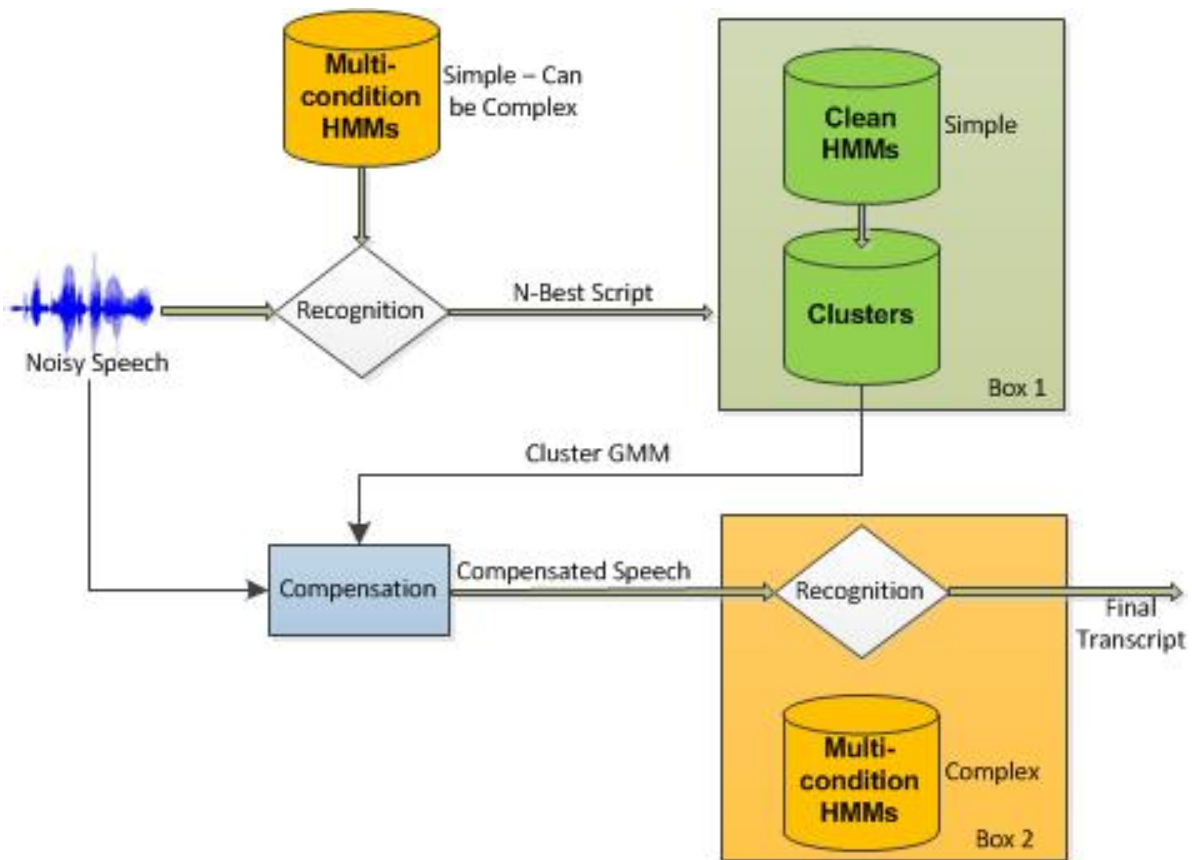 Multi-
condition
HMMs
Simple – Can
be Complex
Clean
HMMs
Simple
Noisy Speech
Recognition
N-Best Script
Clusters
Box 1
Cluster GMM
Compensation
Compensated Speech
Recognition
Final
Transcript
Multi-
condition
HMMs
Complex
Box 2